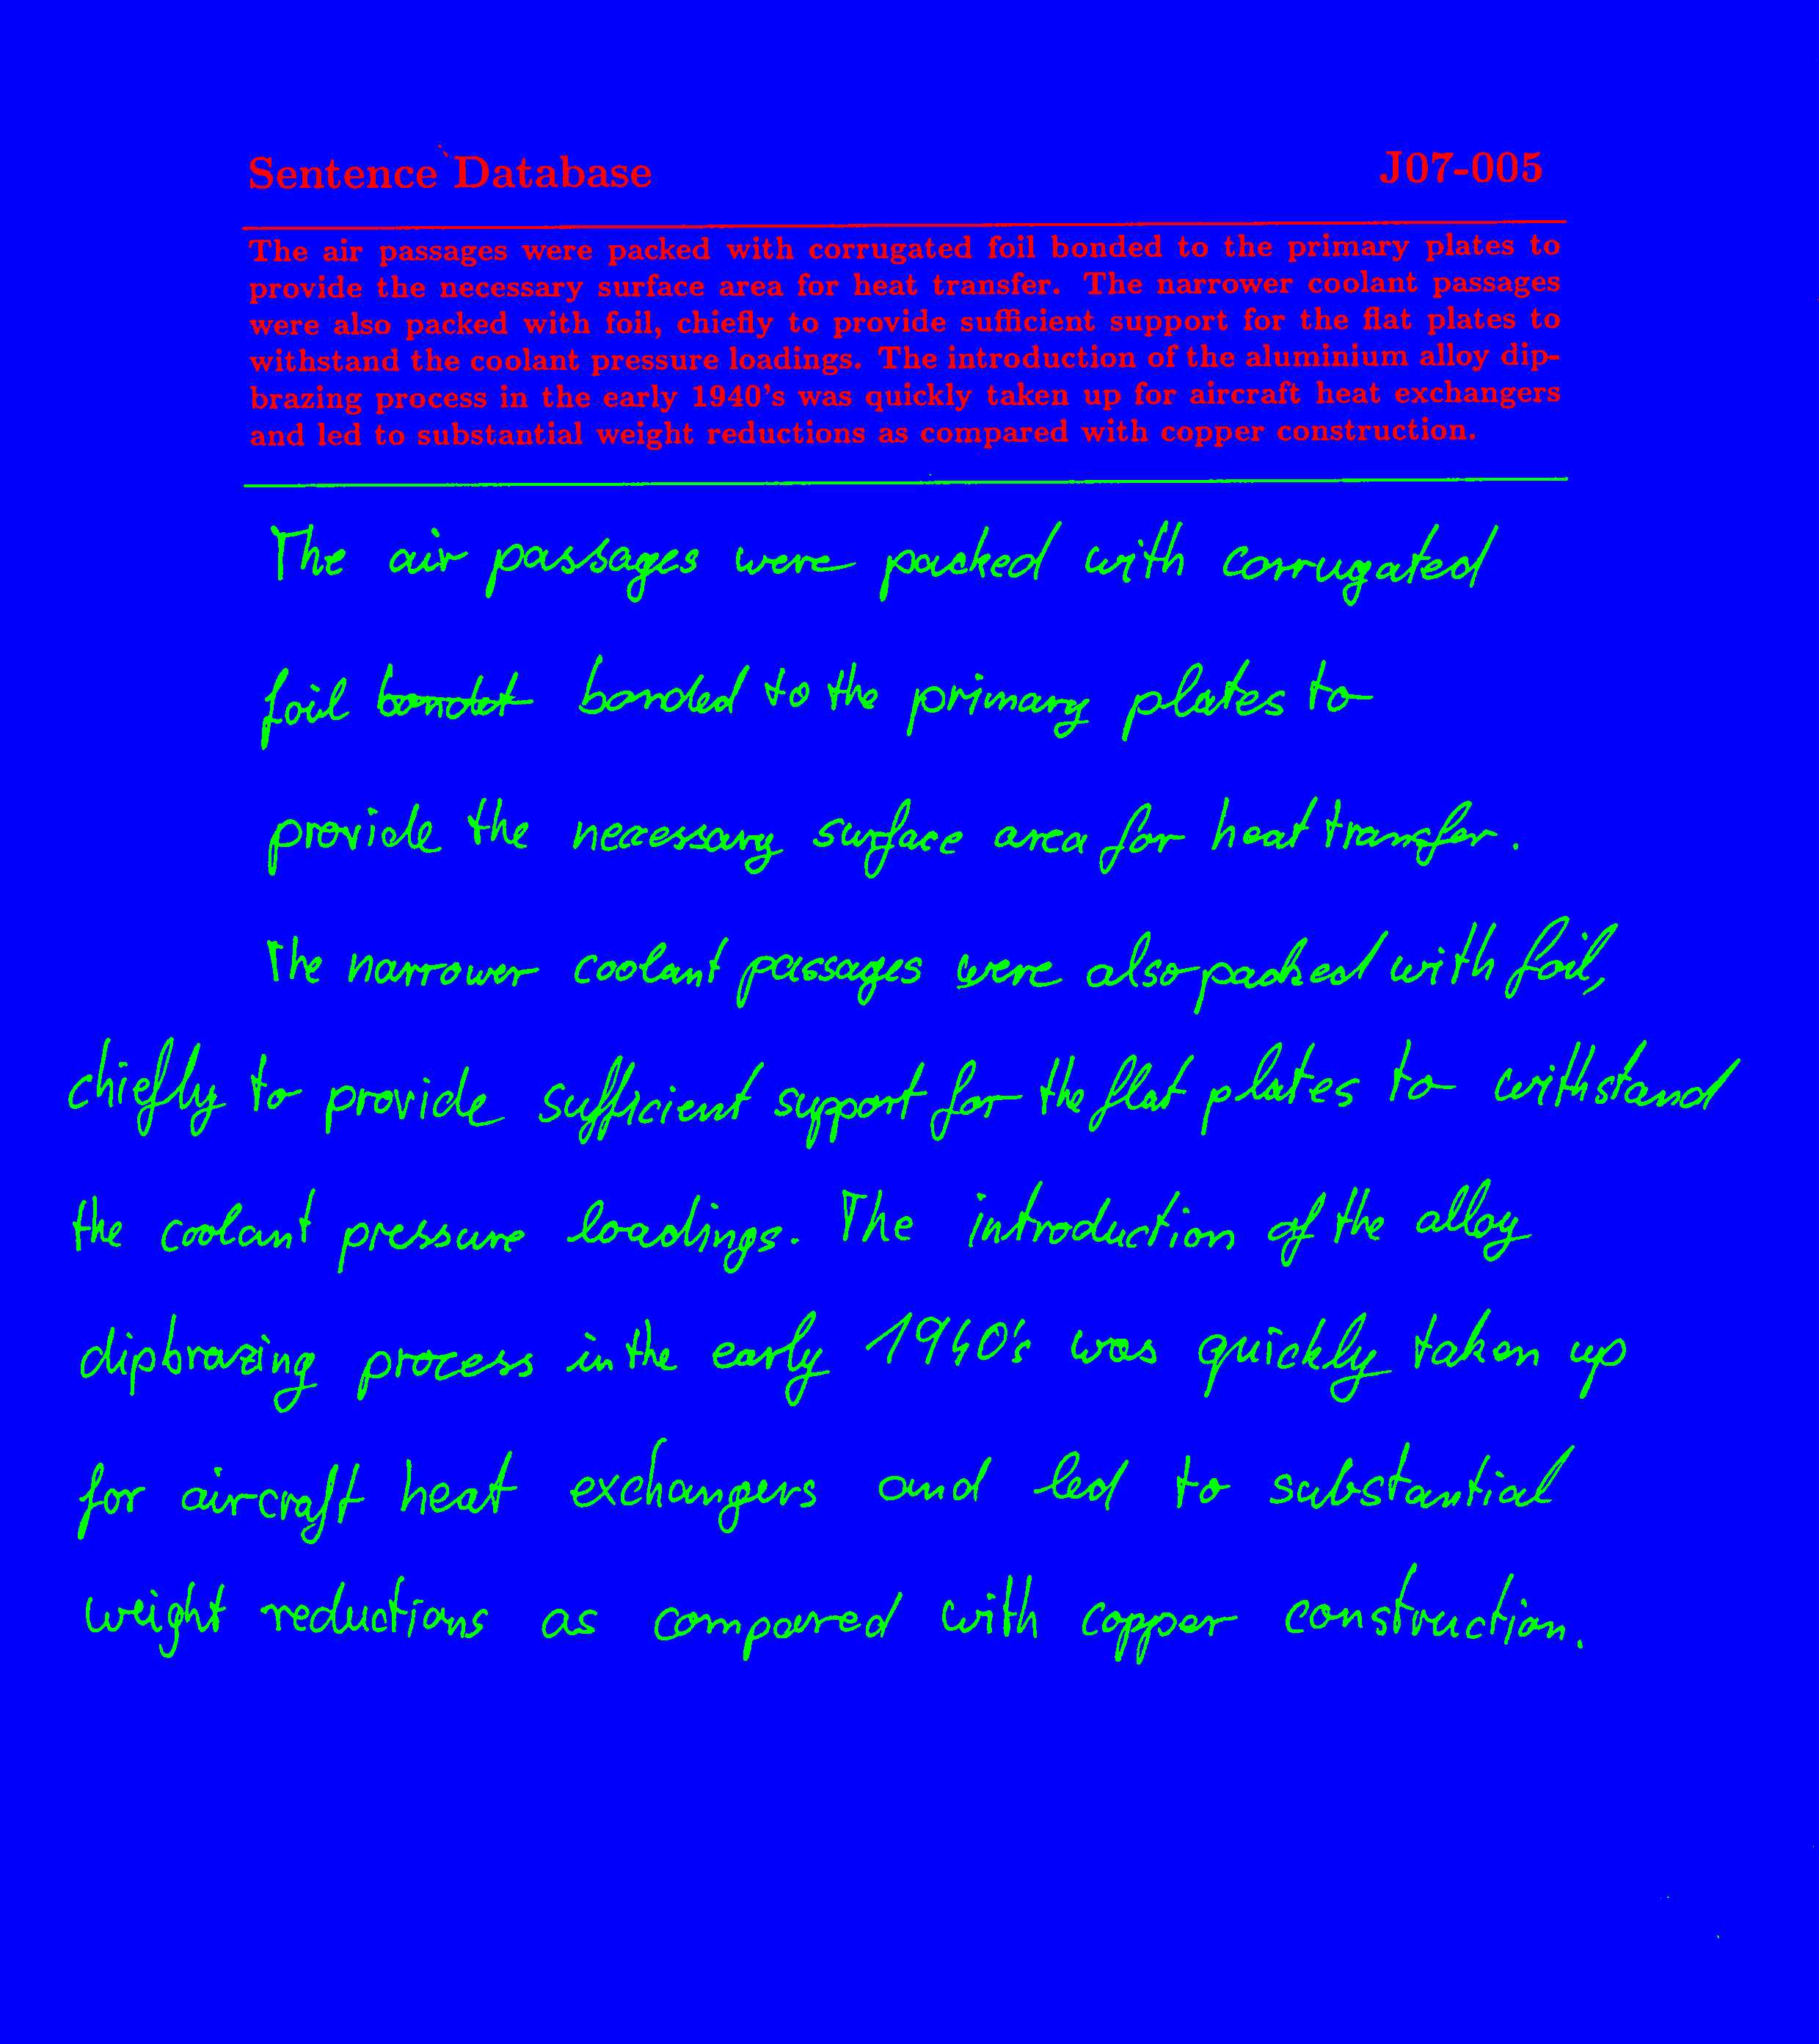 Sentence Database J07-005
The air passages were packed with corrugated foil bonded to the primary plates to
provide the necessary surface area for heat transfer. The narrower coolant passages
were also packed with foil, chiefly to provide sufficient support for the flat plates to
withstand the coolant pressure loadings. The introduction of the aluminium alloy dip-
brazing process in the early 1940's was quickly taken up for aircraft heat exchangers
and led to substantial weight reductions as compared with copper construction.
The air passages were packed with corrugated
foil bonded to the primary plates to
provide the necessary surface area for heat transfer.
The narrower coolant passages were also packed with foil,
chiefly to provide sufficient support for the flat plates to withstand
the coolant pressure loadings. The introduction of the alloy
dipbrazing process in the early 1940's was quickly taken up
for aircraft heat exchangers and led to substantial
weight reductions as compared with copper construction.